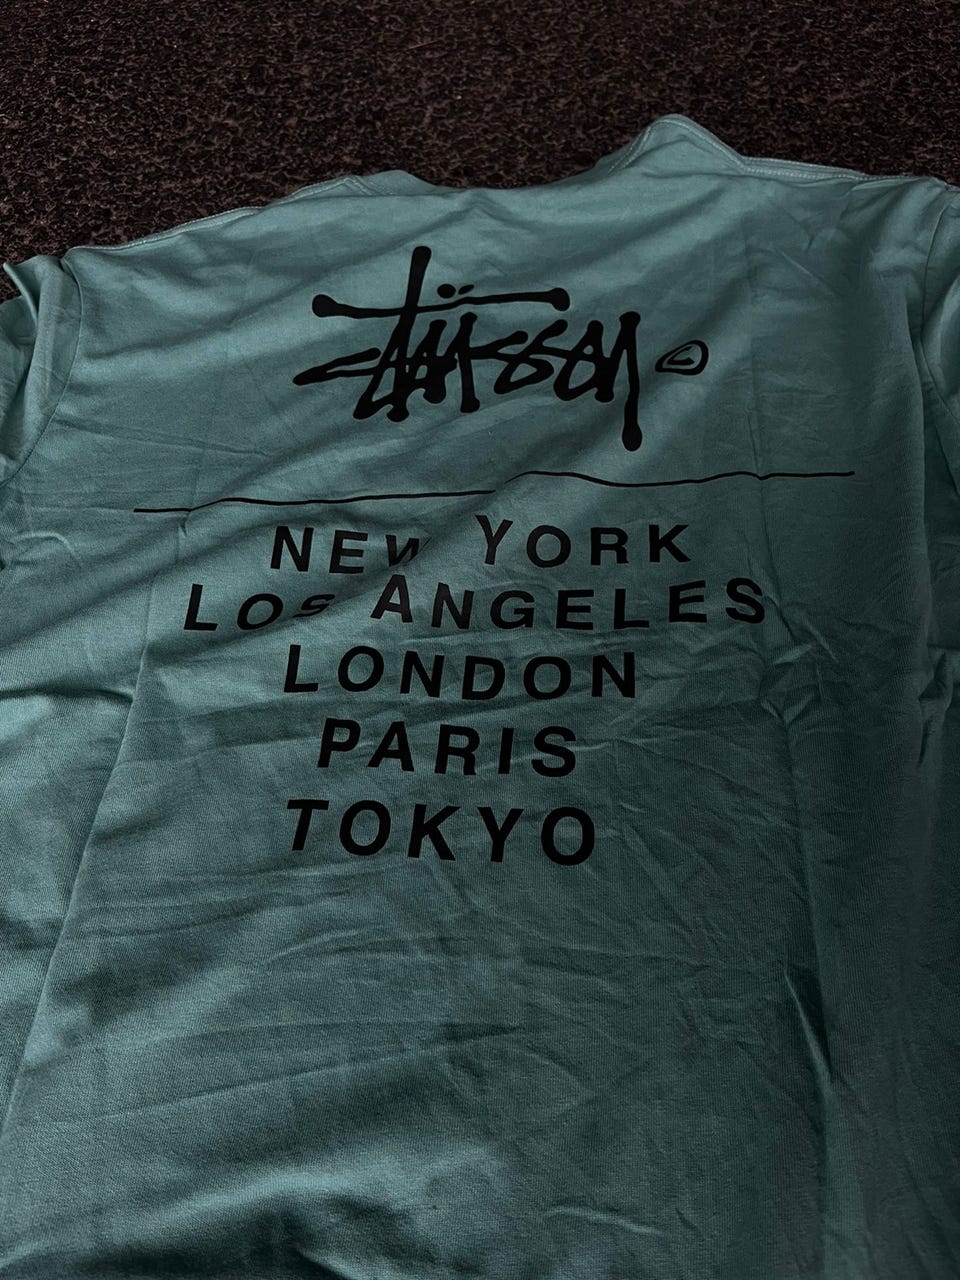 Stüssy ©
NEW YORK
LOS ANGELES
LONDON
PARIS
TOKYO